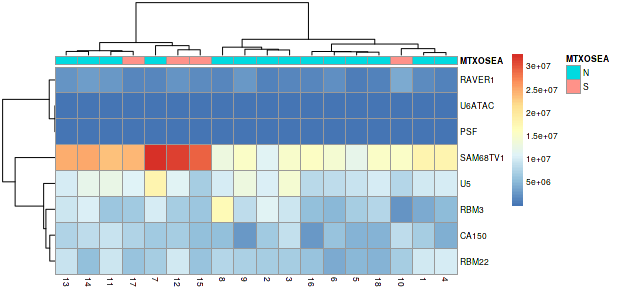 MTXOSEA
RAVER1
U6ATAC
PSF
SAM68TV1
U5
RBM3
CA150
RBM22
13 14 11 17 7 12 15 8 9 2 3 16 6 5 18 10 1 4
3e+07
2.5e+07
2e+07
1.5e+07
1e+07
5e+06
MTXOSEA
N
S